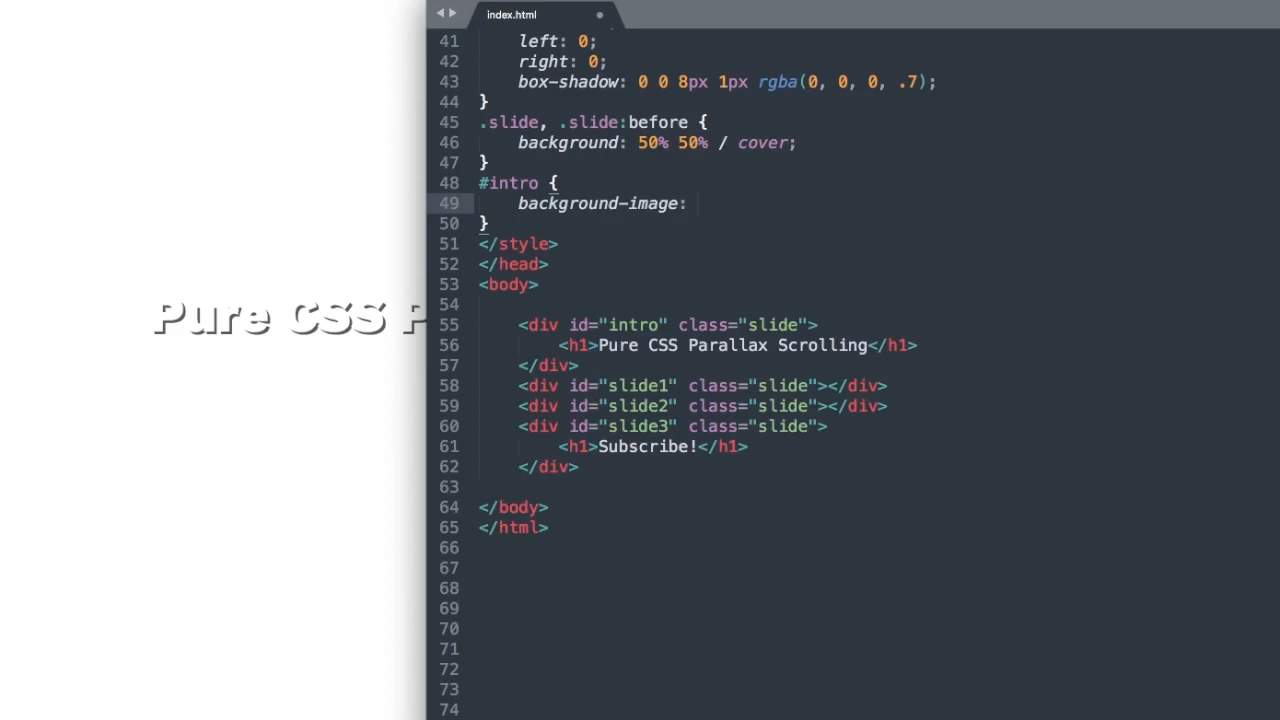 index.html
Pure CSS P
41 left: 0;
42 right: 0;
43 box-shadow: 0 0 8px 1px rgba(0, 0, 0, .7);
44 }
45 .slide, .slide:before {
46 background: 50% 50% / cover;
47 }
48 #intro {
49 background-image:
50 }
51 </style>
52 </head>
53 <body>
54
55 <div id="intro" class="slide">
56 <h1>Pure CSS Parallax Scrolling</h1>
57 </div>
58 <div id="slide1" class="slide"></div>
59 <div id="slide2" class="slide"></div>
60 <div id="slide3" class="slide">
61 <h1>Subscribe!</h1>
62 </div>
63
64 </body>
65 </html>
66
67
68
69
70
71
72
73
74